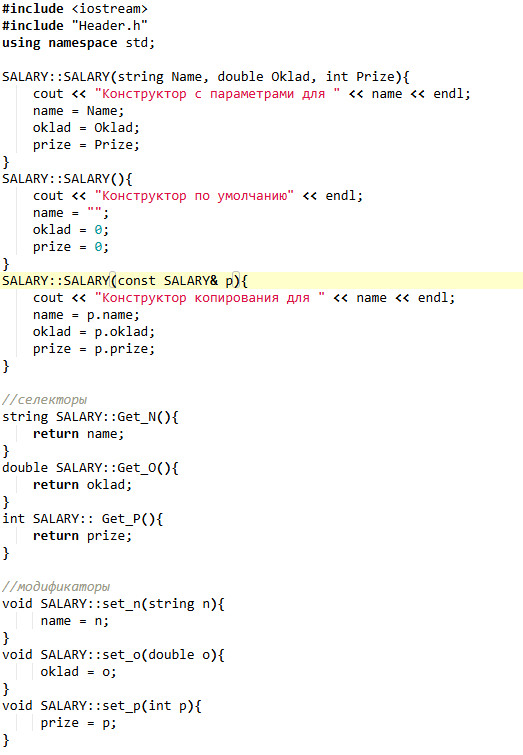 #include <iostream>
#include "Header.h"
using namespace std;

SALARY::SALARY(string Name, double Oklad, int Prize){
    cout << "Конструктор с параметрами для " << name << endl;
    name = Name;
    oklad = Oklad;
    prize = Prize;
}
SALARY::SALARY(){
    cout << "Конструктор по умолчанию" << endl;
    name = "";
    oklad = 0;
    prize = 0;
}
SALARY::SALARY(const SALARY& p){
    cout << "Конструктор копирования для " << name << endl;
    name = p.name;
    oklad = p.oklad;
    prize = p.prize;
}

//селекторы
string SALARY::Get_N(){
    return name;
}
double SALARY::Get_O(){
    return oklad;
}
int SALARY:: Get_P(){
    return prize;
}

//модификаторы
void SALARY::set_n(string n){
     name = n;
}
void SALARY::set_o(double o){
     oklad = o;
}
void SALARY::set_p(int p){
     prize = p;
}